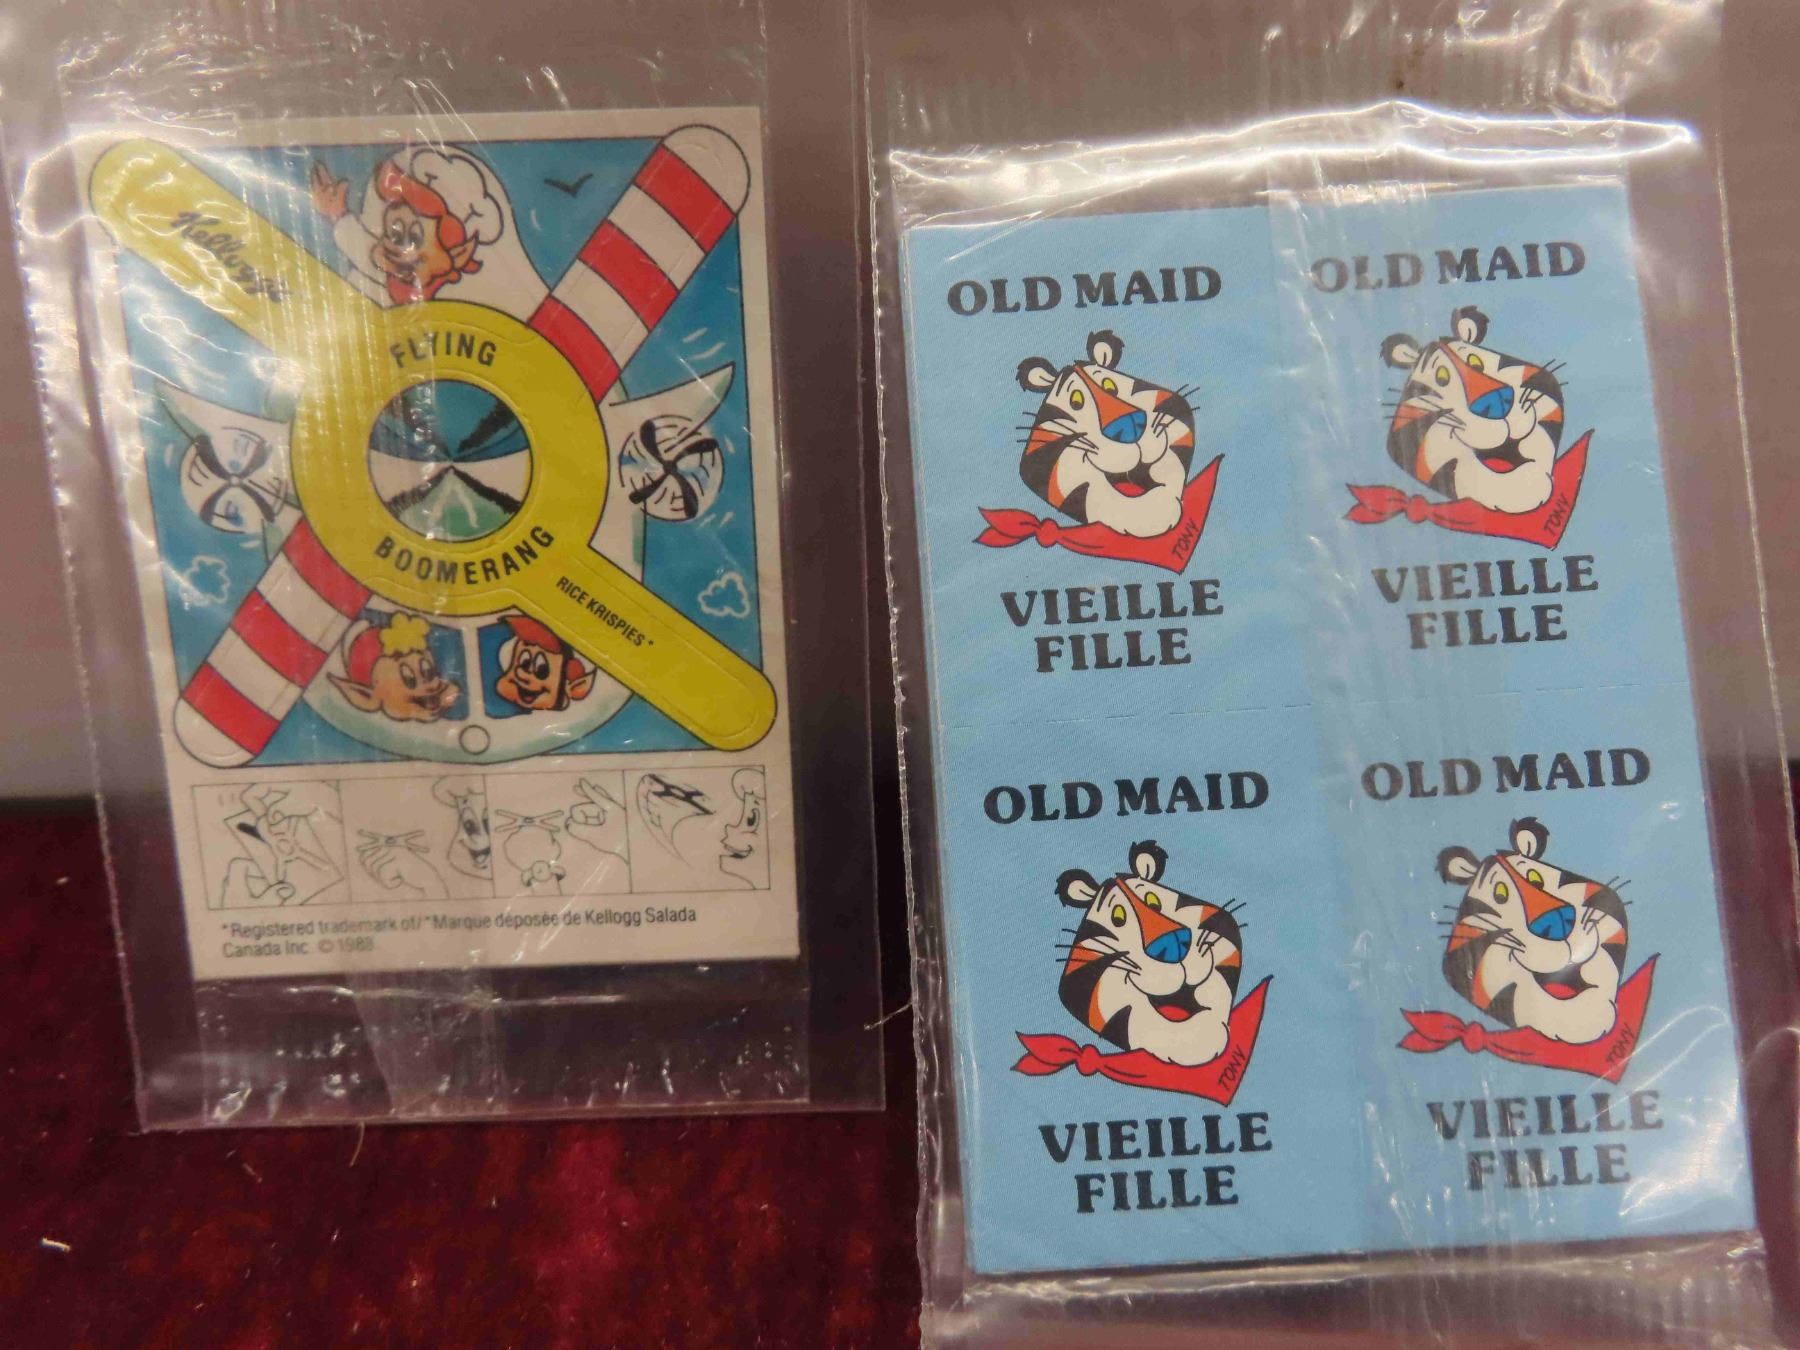 Kellogg's
FLYING
BOOMERANG
RICE KRISPIES*
*Registered trademark of/*Marque déposée de Kellogg Salada
Canada Inc. © 1988
OLD MAID
TONY
VIEILLE
FILLE
OLD MAID
TONY
VIEILLE
FILLE
OLD MAID
TONY
VIEILLE
FILLE
OLD MAID
TONY
VIEILLE
FILLE